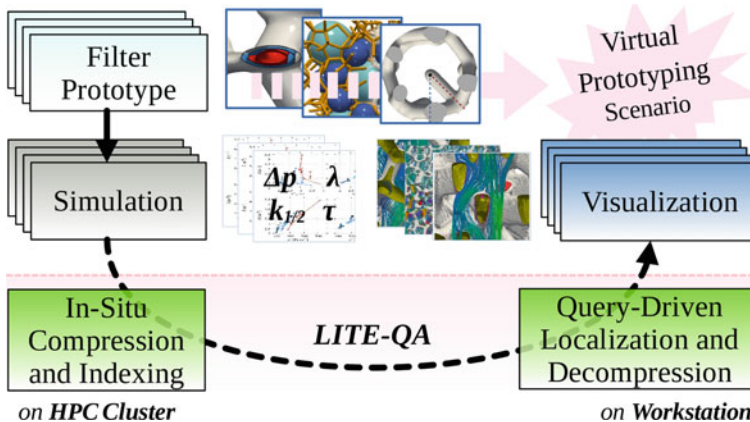 Filter
Prototype
Virtual
Prototyping
Scenario
Simulation
Δp λ
k1/2 τ
Visualization
In-Situ
Compression
and Indexing
LITE-QA
Query-Driven
Localization and
Decompression
on HPC Cluster
on Workstation